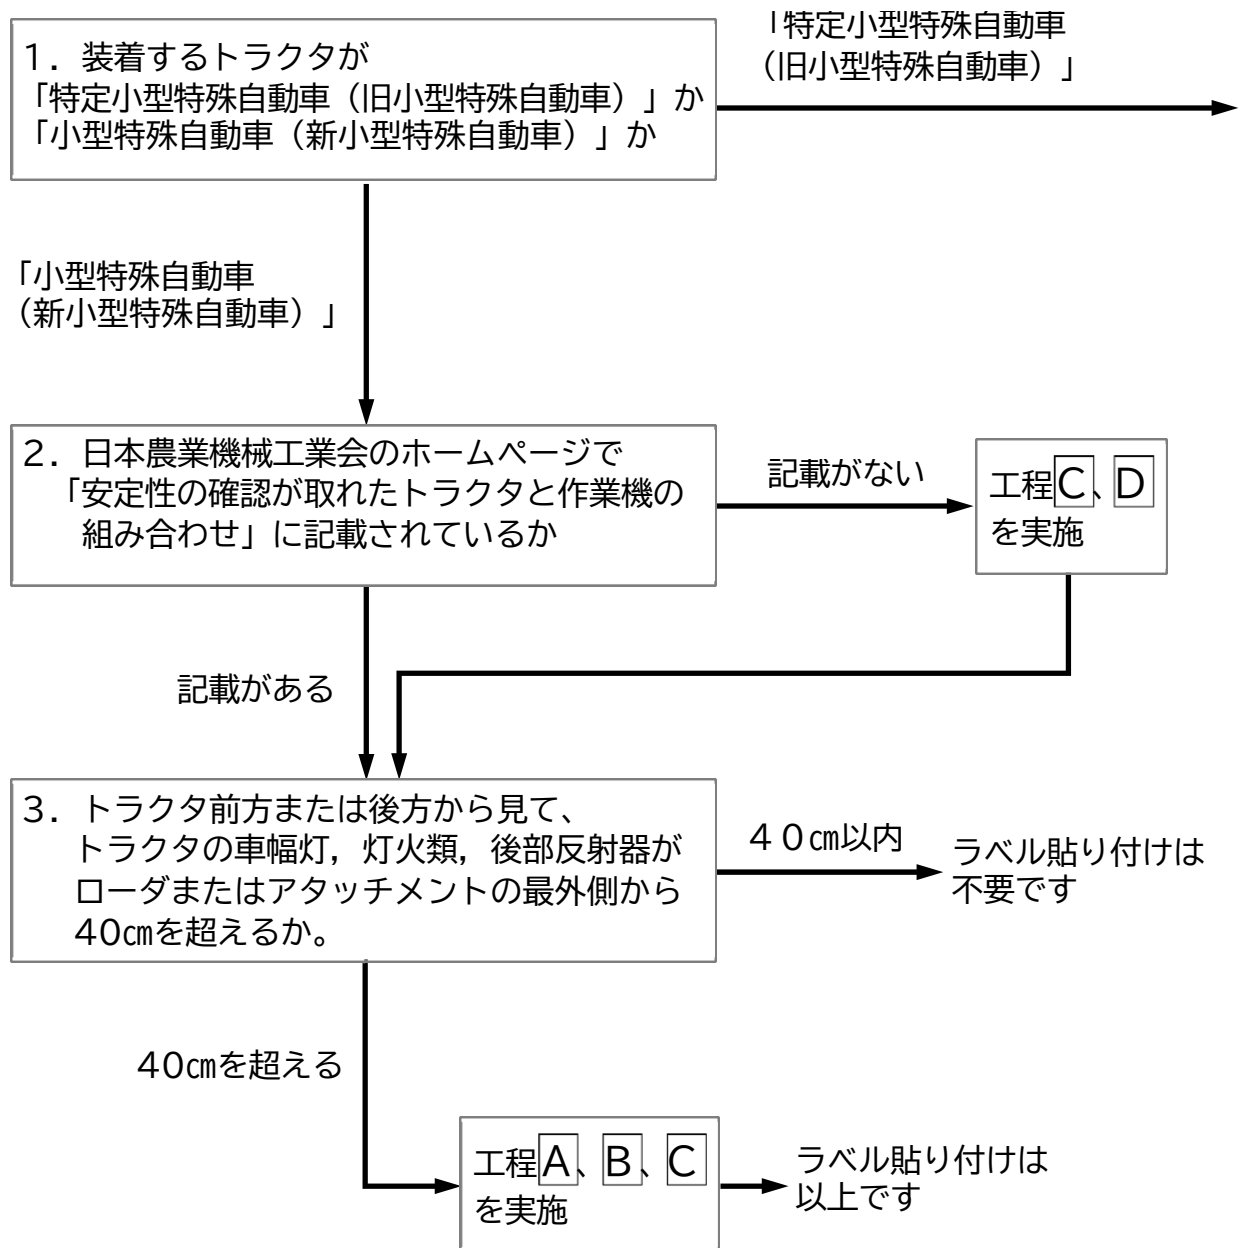 1．装着するトラクタが
「特定小型特殊自動車（旧小型特殊自動車）」か
「小型特殊自動車（新小型特殊自動車）」か
「特定小型特殊自動車
（旧小型特殊自動車）」
「小型特殊自動車
（新小型特殊自動車）」
2．日本農業機械工業会のホームページで
「安定性の確認が取れたトラクタと作業機の
組み合わせ」に記載されているか
記載がない
工程C、D
を実施
記載がある
3．トラクタ前方または後方から見て、
トラクタの車幅灯，灯火類，後部反射器が
ローダまたはアタッチメントの最外側から
40㎝を超えるか。
４０㎝以内
ラベル貼り付けは
不要です
40㎝を超える
工程A、B、C
を実施
ラベル貼り付けは
以上です